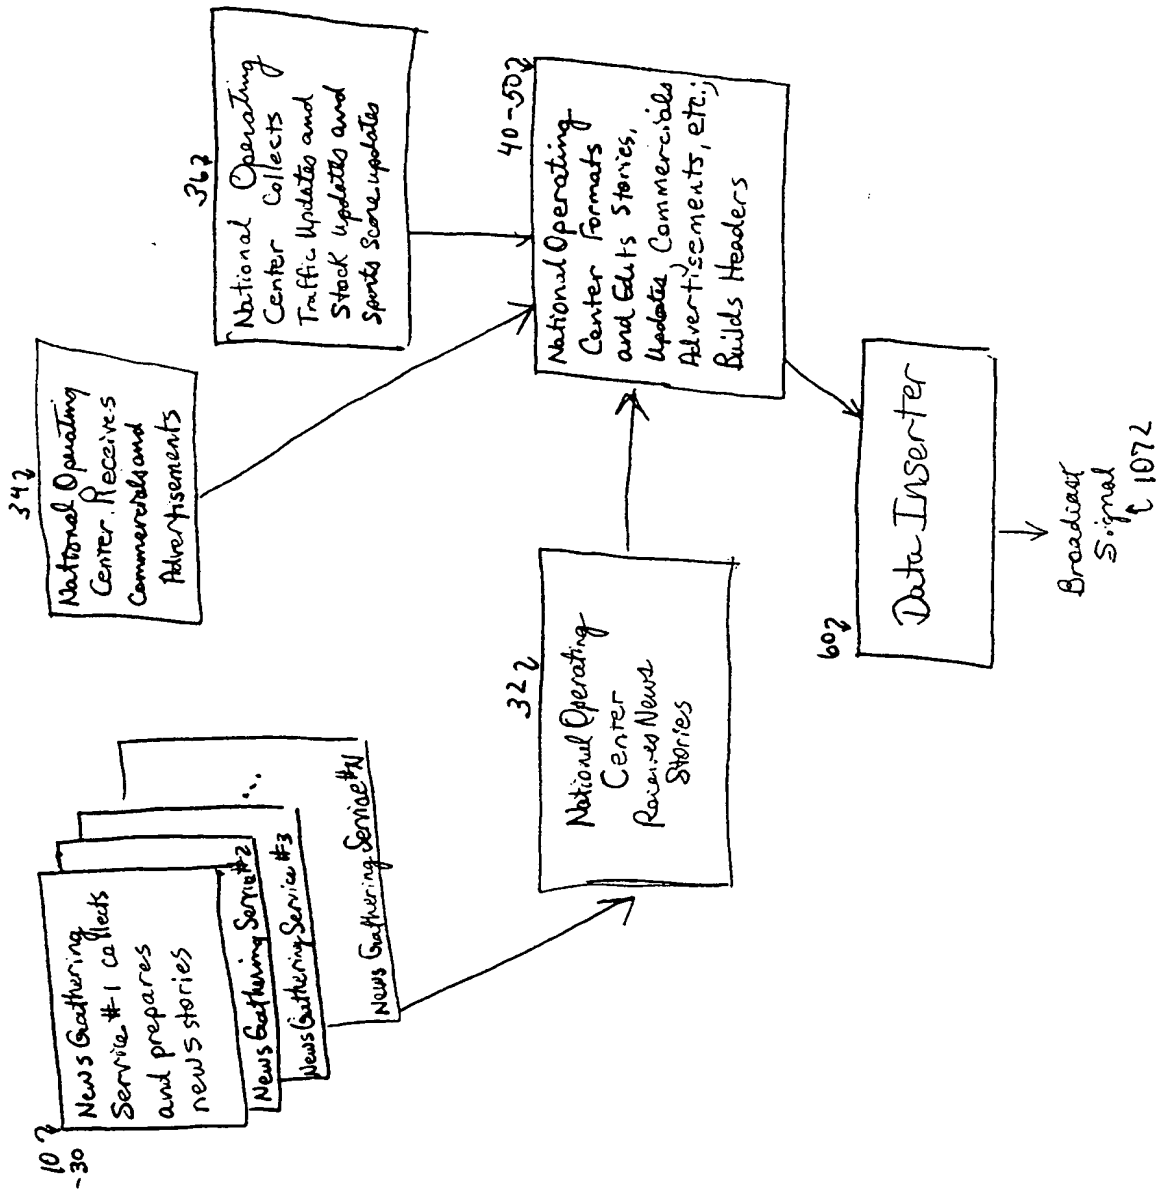 10
-30
News Gathering
Service #1 collects
and prepares
news stories
News Gathering Service #2
News Gathering Service #3
...
News Gathering Service #N
34
National Operating
Center Receives
Commercials and
Advertisements
36
National Operating
Center Collects
Traffic Updates and
Stock Updates and
Sports Score updates
32
National Operating
Center
Receives News
Stories
40-50
National Operating
Center Formats
and Edits Stories,
Updates Commercials
Advertisements, etc.;
Builds Headers
60
Data Inserter
Broadcast
Signal
1072